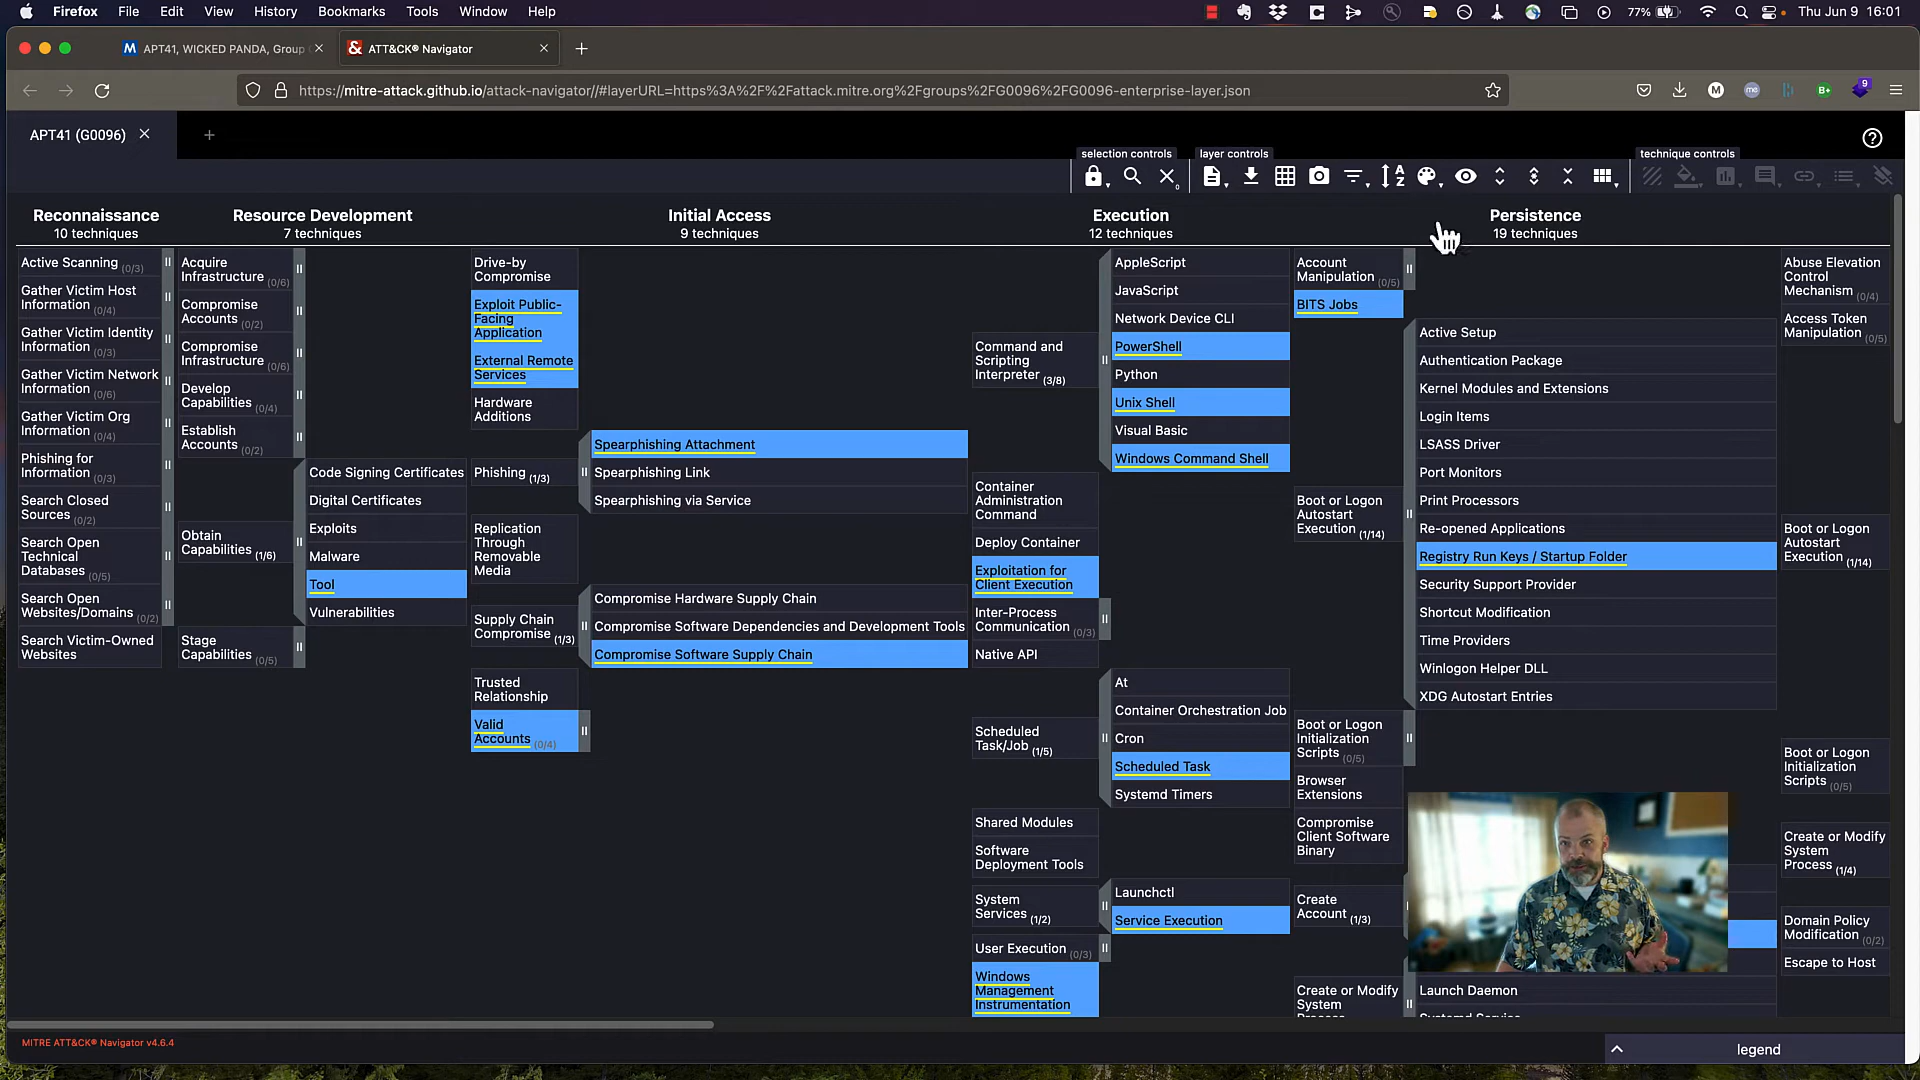 Firefox File Edit View History Bookmarks Tools Window Help
77% Thu Jun 9 16:01
APT41, WICKED PANDA, Group
ATT&CK® Navigator
https://mitre-attack.github.io/attack-navigator//#layerURL=https%3A%2F%2Fattack.mitre.org%2Fgroups%2FG0096%2FG0096-enterprise-layer.json
APT41 (G0096)
selection controls
layer controls
technique controls
Reconnaissance
10 techniques
Active Scanning (0/3)
Gather Victim Host
Information (0/4)
Gather Victim Identity
Information (0/3)
Gather Victim Network
Information (0/6)
Gather Victim Org
Information (0/4)
Phishing for
Information (0/3)
Search Closed
Sources (0/2)
Search Open
Technical
Databases (0/5)
Search Open
Websites/Domains (0/2)
Search Victim-Owned
Websites
Resource Development
7 techniques
Acquire
Infrastructure (0/6)
Compromise
Accounts (0/2)
Compromise
Infrastructure (0/6)
Develop
Capabilities (0/4)
Establish
Accounts (0/2)
Obtain
Capabilities (1/6)
Code Signing Certificates
Digital Certificates
Exploits
Malware
Tool
Vulnerabilities
Stage
Capabilities (0/5)
Initial Access
9 techniques
Drive-by
Compromise
Exploit Public-
Facing
Application
External Remote
Services
Hardware
Additions
Phishing (1/3)
Spearphishing Attachment
Spearphishing Link
Spearphishing via Service
Replication
Through
Removable
Media
Supply Chain
Compromise (1/3)
Compromise Hardware Supply Chain
Compromise Software Dependencies and Development Tools
Compromise Software Supply Chain
Trusted
Relationship
Valid
Accounts (0/4)
Execution
12 techniques
Command and
Scripting
Interpreter (3/8)
AppleScript
JavaScript
Network Device CLI
PowerShell
Python
Unix Shell
Visual Basic
Windows Command Shell
Container
Administration
Command
Deploy Container
Exploitation for
Client Execution
Inter-Process
Communication (0/3)
Native API
Scheduled
Task/Job (1/5)
At
Container Orchestration Job
Cron
Scheduled Task
Systemd Timers
Shared Modules
Software
Deployment Tools
System
Services (1/2)
Launchctl
Service Execution
User Execution (0/3)
Windows
Management
Instrumentation
Persistence
19 techniques
Account
Manipulation (0/5)
BITS Jobs
Boot or Logon
Autostart
Execution (1/14)
Active Setup
Authentication Package
Kernel Modules and Extensions
Login Items
LSASS Driver
Port Monitors
Print Processors
Re-opened Applications
Registry Run Keys / Startup Folder
Security Support Provider
Shortcut Modification
Time Providers
Winlogon Helper DLL
XDG Autostart Entries
Boot or Logon
Initialization
Scripts (0/5)
Browser
Extensions
Compromise
Client Software
Binary
Create
Account (1/3)
Create or Modify
System
Launch Daemon
Abuse Elevation
Control
Mechanism (0/4)
Access Token
Manipulation (0/5)
Boot or Logon
Autostart
Execution (1/14)
Boot or Logon
Initialization
Scripts (0/5)
Create or Modify
System
Process (1/4)
Domain Policy
Modification (0/2)
Escape to Host
MITRE ATT&CK® Navigator v4.6.4
legend